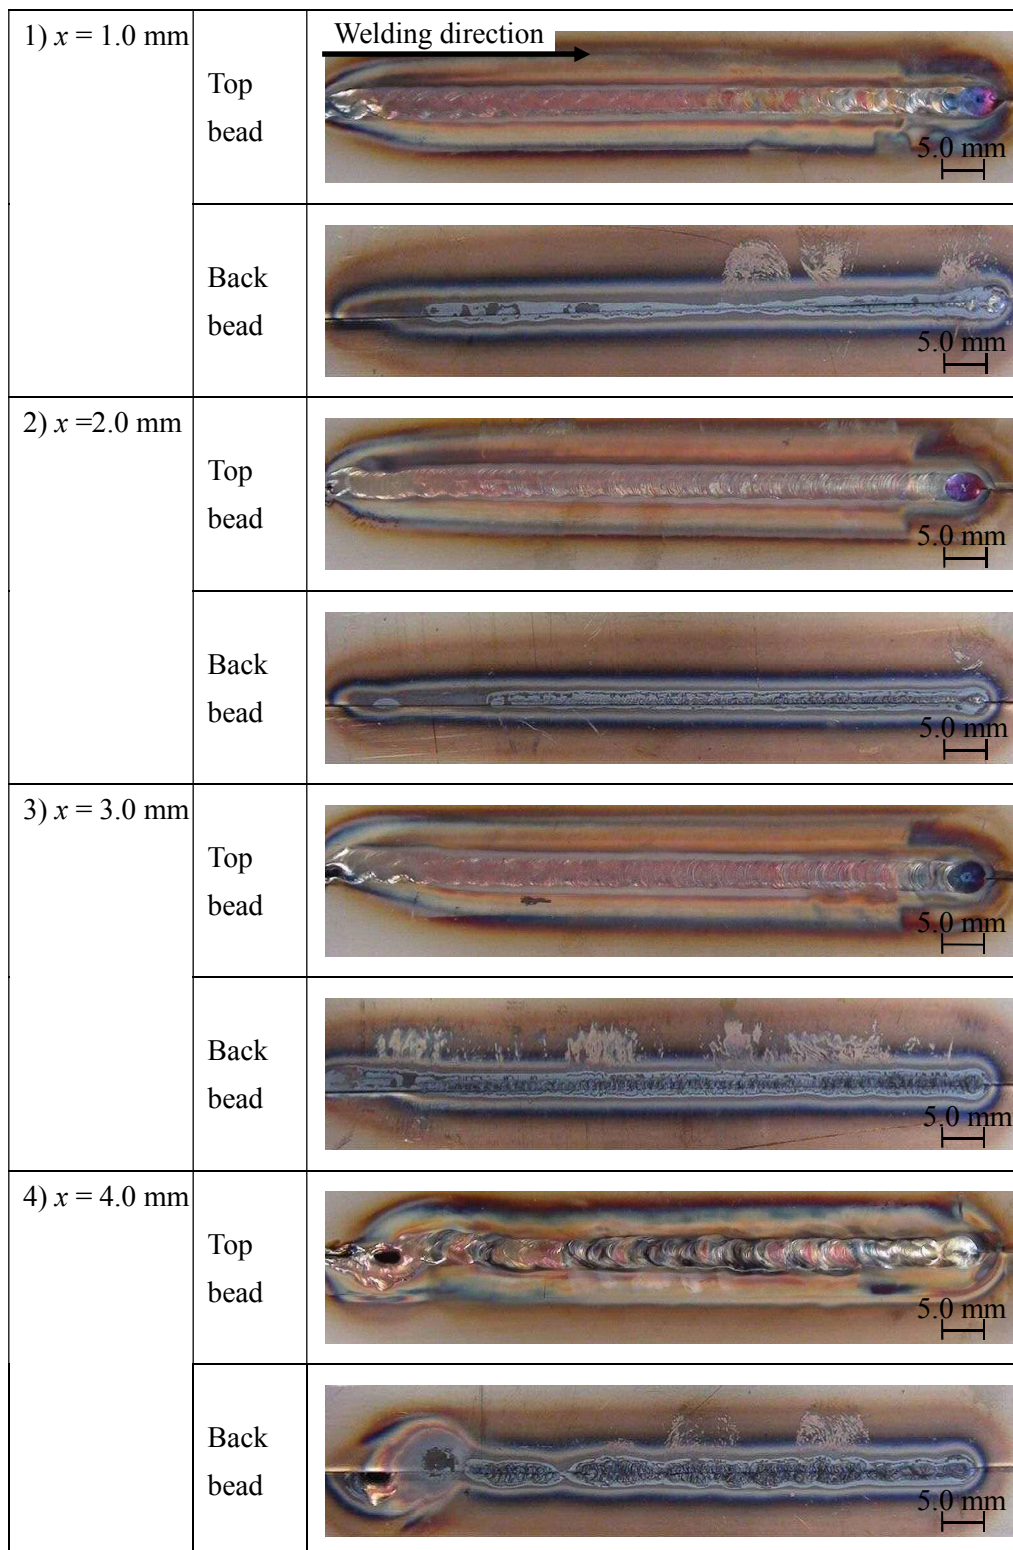 1) x = 1.0 mm
Top
bead
Welding direction
5.0 mm
Back
bead
5.0 mm
2) x =2.0 mm
Top
bead
5.0 mm
Back
bead
5.0 mm
3) x = 3.0 mm
Top
bead
5.0 mm
Back
bead
5.0 mm
4) x = 4.0 mm
Top
bead
5.0 mm
Back
bead
5.0 mm